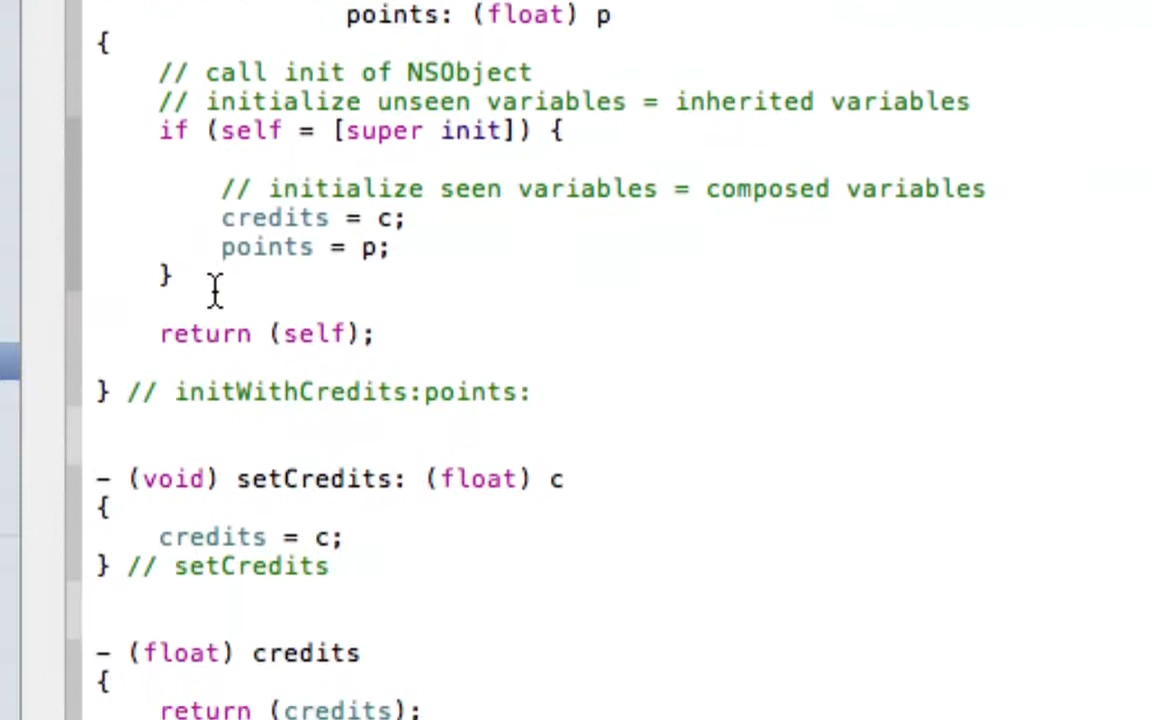 points: (float) p
{
// call init of NSObject
// initialize unseen variables = inherited variables
if (self = [super init]) {
// initialize seen variables = composed variables
credits = c;
points = p;
}
return (self);
} // initWithCredits:points:
- (void) setCredits: (float) c
{
credits = c;
} // setCredits
- (float) credits
{
return (credits);